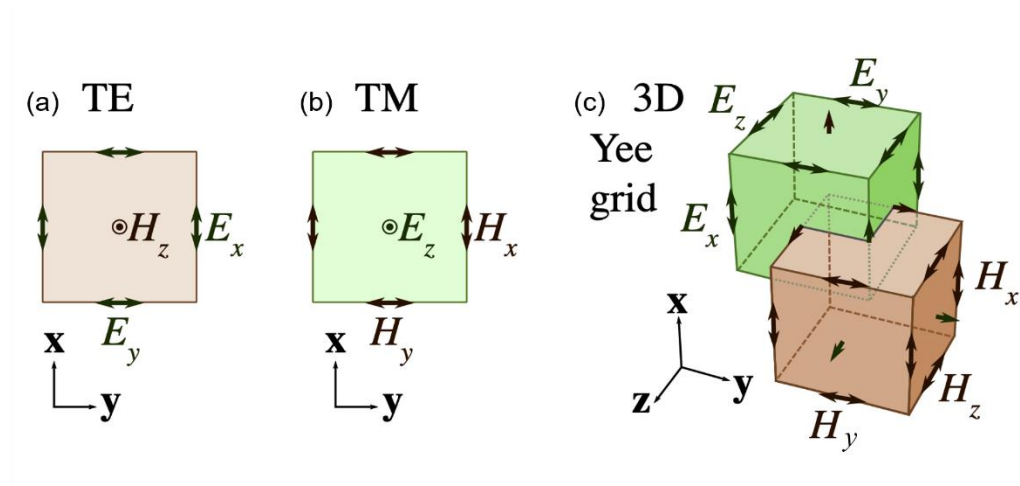 (a) TE
H_z
E_x
E_y
x
y
(b) TM
E_z
H_x
H_y
x
y
(c) 3D
Yee
grid
E_z
E_y
E_x
H_x
H_z
H_y
x
y
z